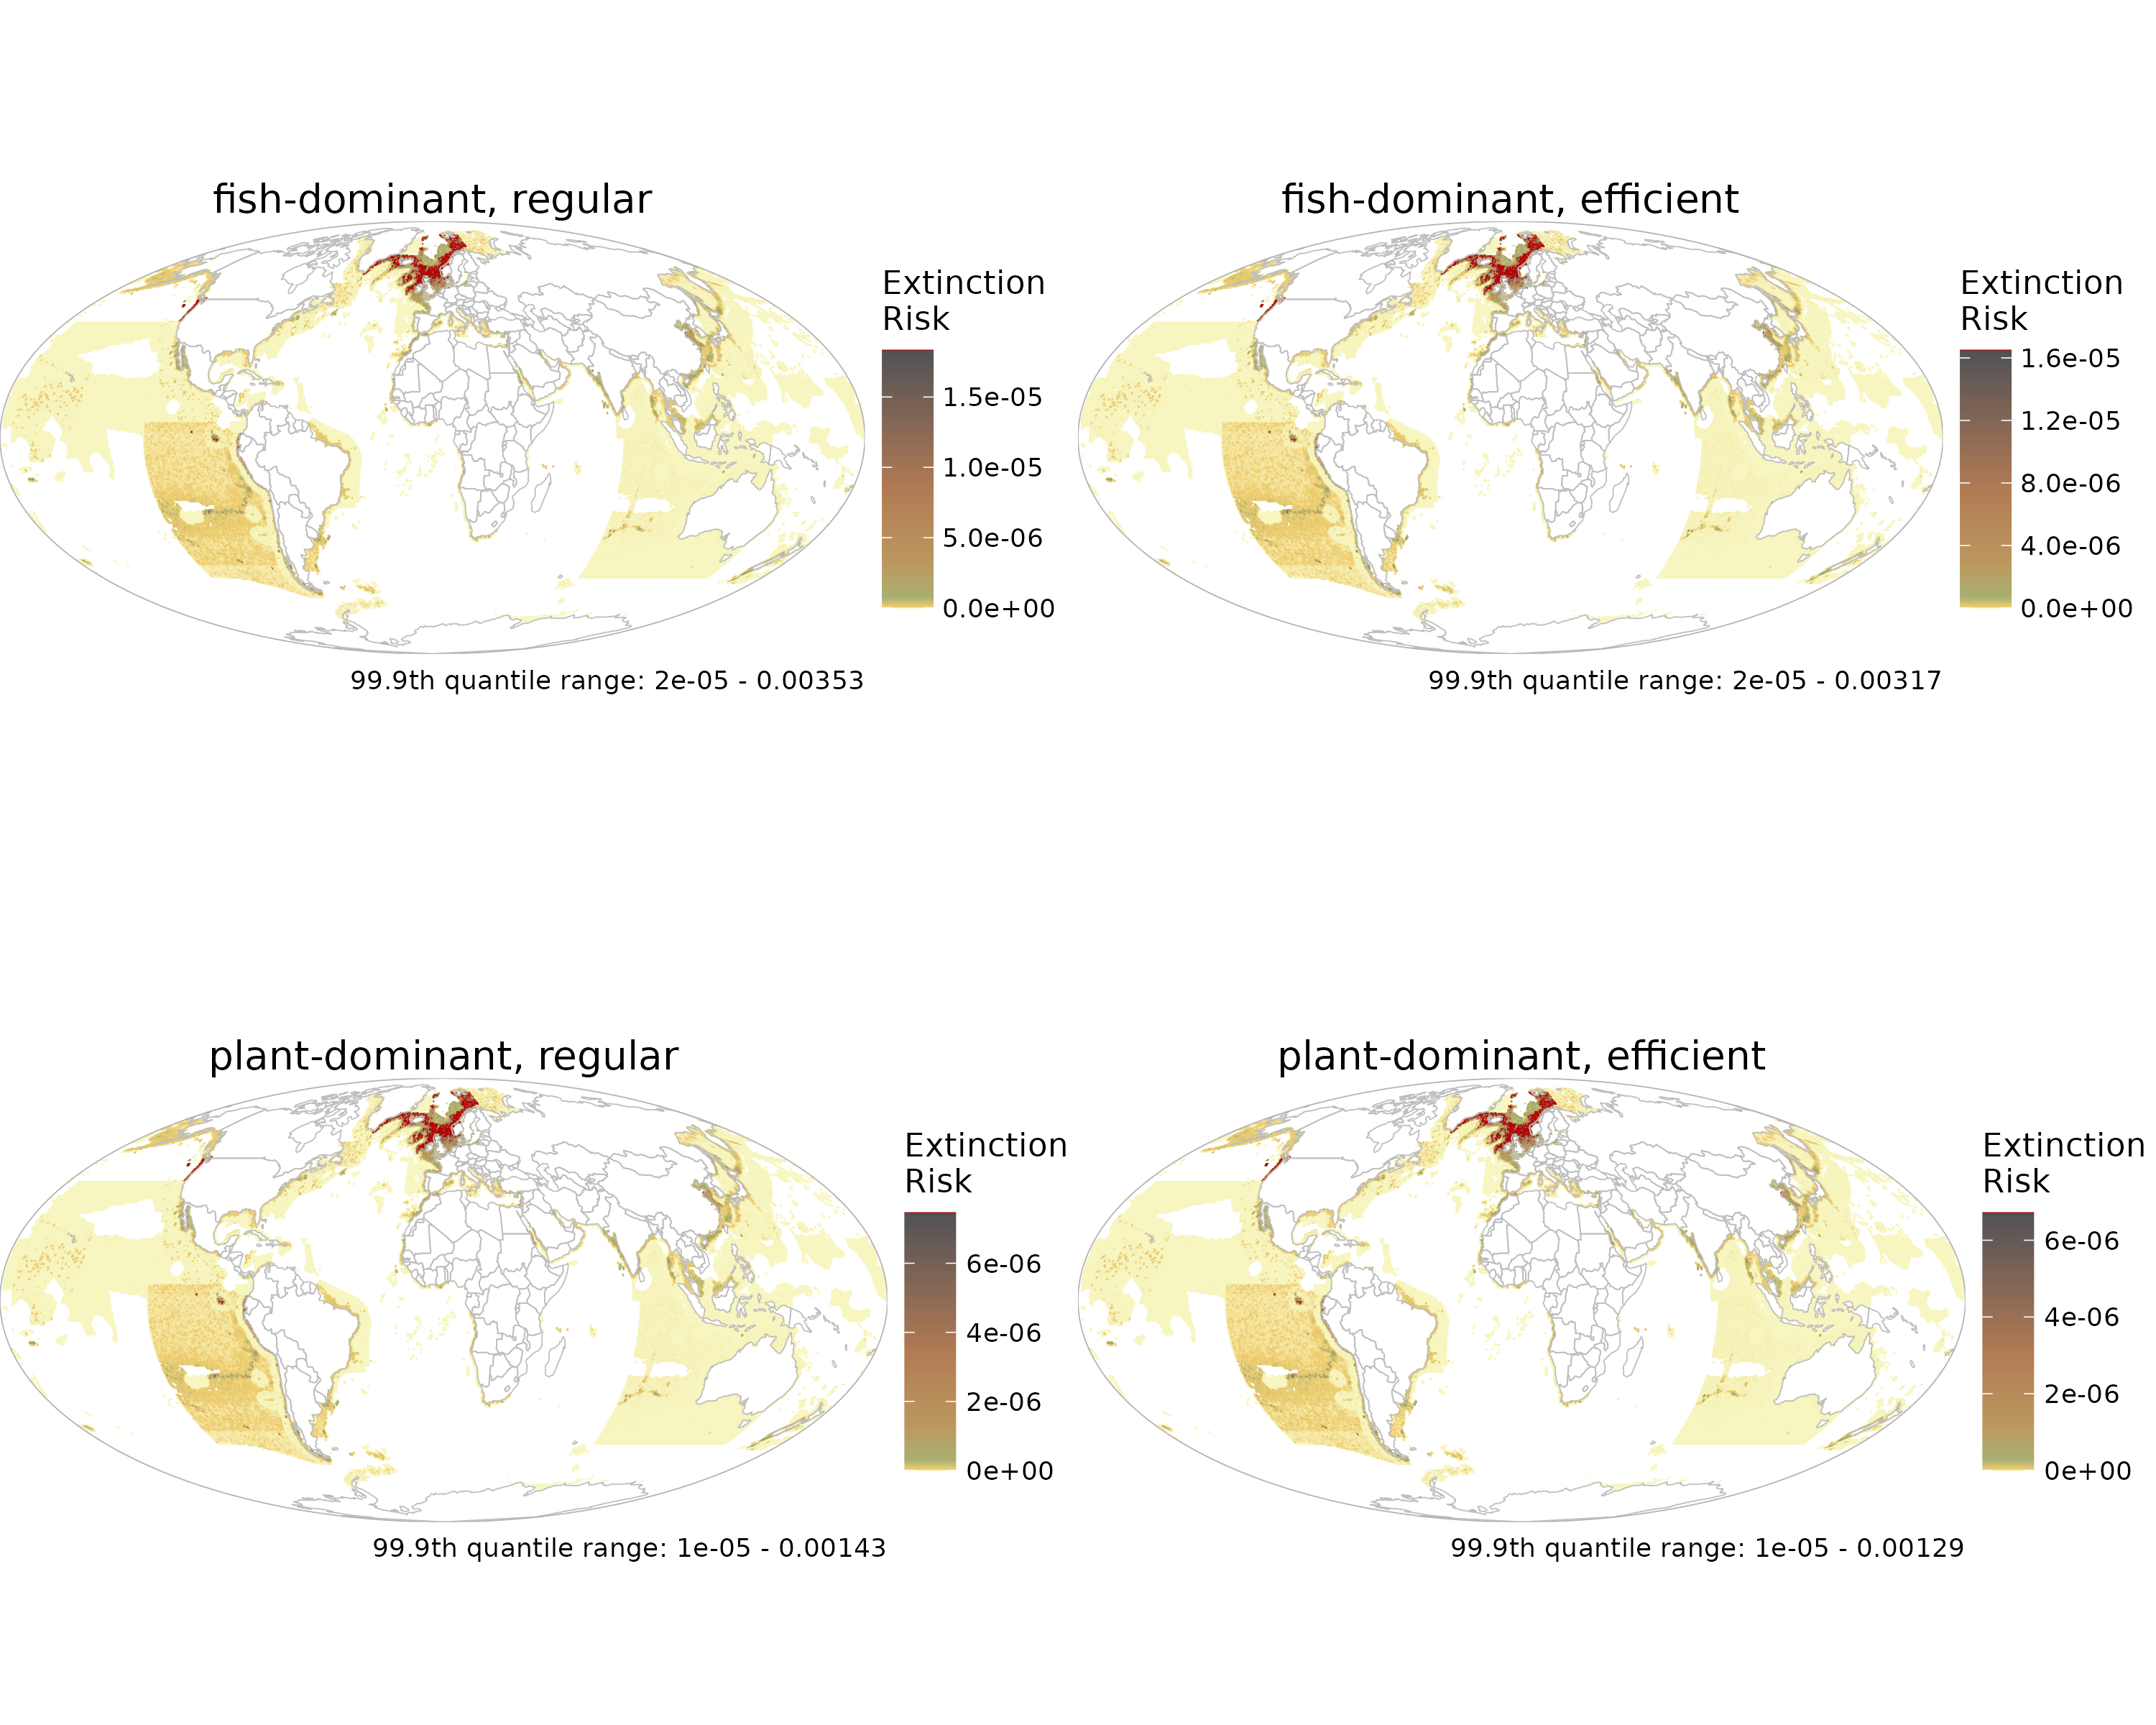 fish-dominant, regular
Extinction
Risk
1.5e-05
1.0e-05
5.0e-06
0.0e+00
99.9th quantile range: 2e-05 - 0.00353
fish-dominant, efficient
Extinction
Risk
1.6e-05
1.2e-05
8.0e-06
4.0e-06
0.0e+00
99.9th quantile range: 2e-05 - 0.00317
plant-dominant, regular
Extinction
Risk
6e-06
4e-06
2e-06
0e+00
99.9th quantile range: 1e-05 - 0.00143
plant-dominant, efficient
Extinction
Risk
6e-06
4e-06
2e-06
0e+00
99.9th quantile range: 1e-05 - 0.00129